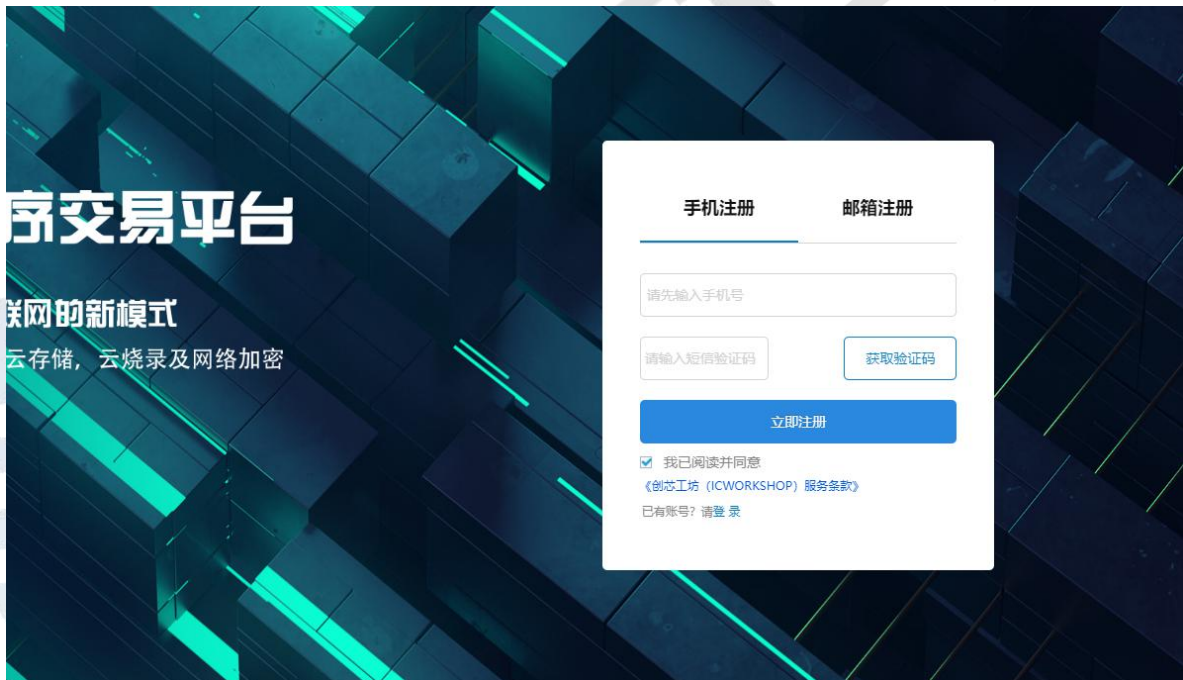 序交易平台
联网的新模式
云存储，云烧录及网络加密
手机注册 邮箱注册
请先输入手机号
请输入短信验证码 获取验证码
立即注册
我已阅读并同意
《创芯工坊（ICWORKSHOP）服务条款》
已有账号？请登 录